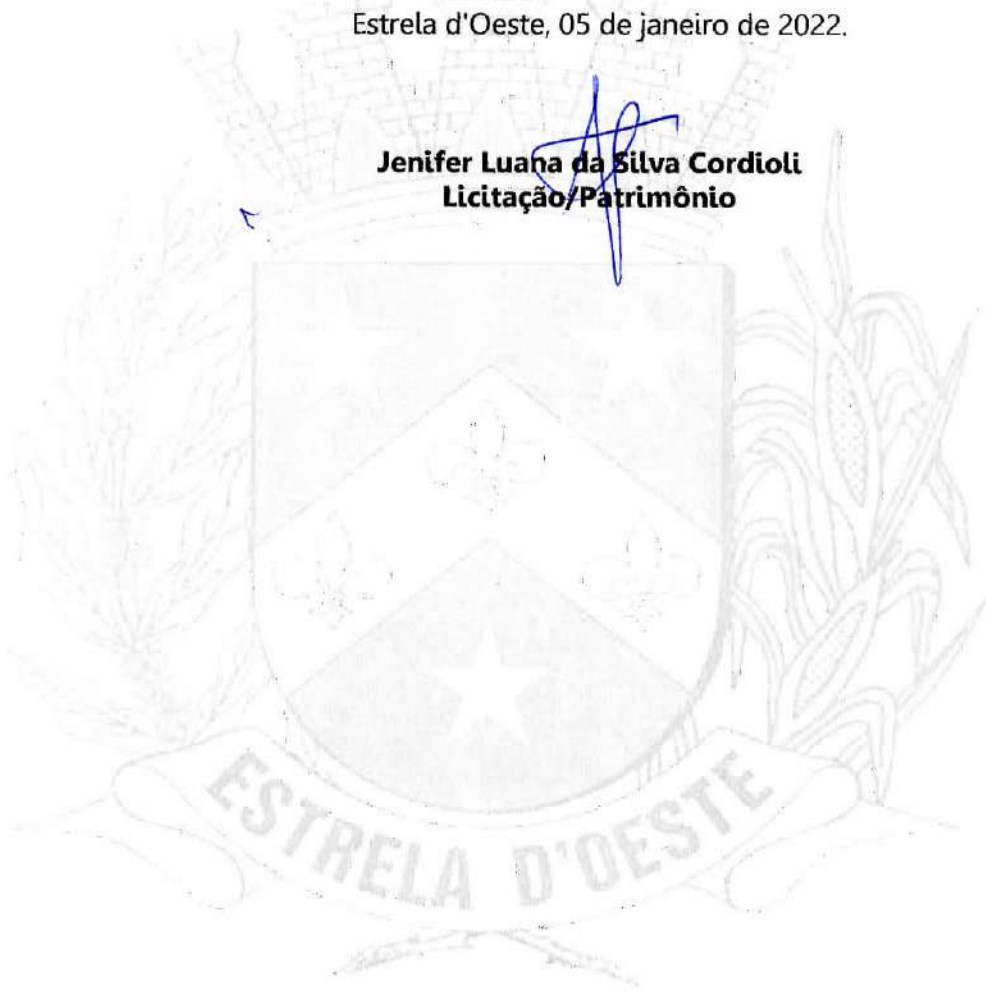 Estrela d'Oeste, 05 de janeiro de 2022.
Jenifer Luana da Silva Cordioli
Licitação/Patrimônio
ESTRELA D'OESTE